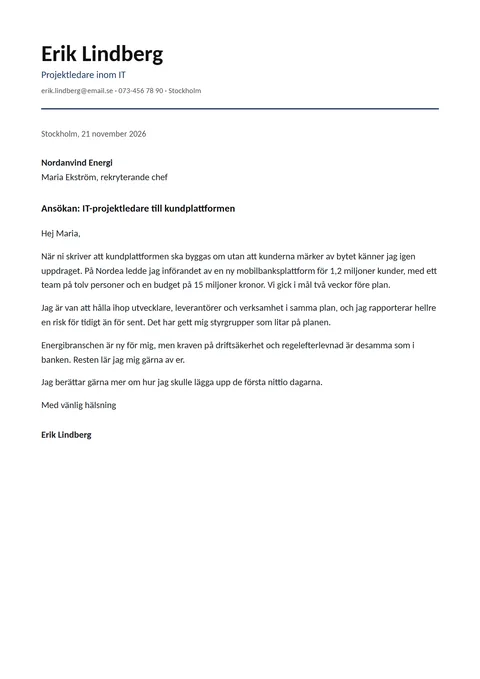 Erik Lindberg
Projektledare inom IT
erik.lindberg@email.se · 073-456 78 90 · Stockholm
Stockholm, 21 november 2026
Nordanvind Energi
Maria Ekström, rekryterande chef
Ansökan: IT-projektledare till kundplattformen
Hej Maria,
När ni skriver att kundplattformen ska byggas om utan att kunderna märker av bytet känner jag igen
uppdraget. På Nordea ledde jag införandet av en ny mobilbanksplattform för 1,2 miljoner kunder, med ett
team på tolv personer och en budget på 15 miljoner kronor. Vi gick i mål två veckor före plan.
Jag är van att hålla ihop utvecklare, leverantörer och verksamhet i samma plan, och jag rapporterar hellre
en risk för tidigt än för sent. Det har gett mig styrgrupper som litar på planen.
Energibranschen är ny för mig, men kraven på driftsäkerhet och regelefterlevnad är desamma som i
banken. Resten lär jag mig gärna av er.
Jag berättar gärna mer om hur jag skulle lägga upp de första nittio dagarna.
Med vänlig hälsning
Erik Lindberg